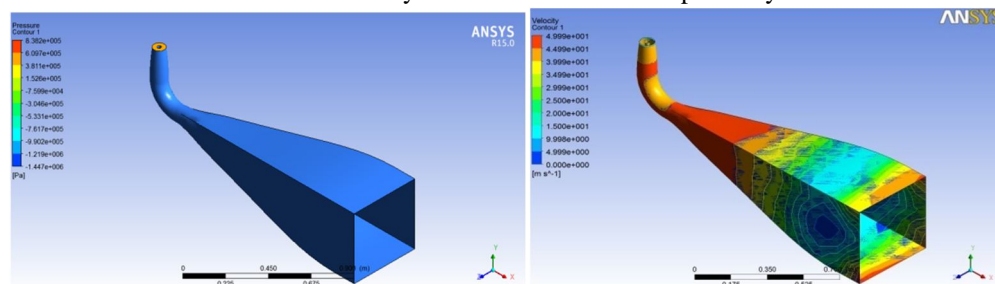 Pressure
Contour 1
8.382e+005
6.097e+005
3.811e+005
1.526e+005
-7.599e+004
-3.046e+005
-5.331e+005
-7.617e+005
-9.902e+005
-1.219e+006
-1.447e+006
[Pa]
ANSYS
R15.0
0 0.450 (m)
0.225 0.675
Y
X
Z
Velocity
Contour 1
4.999e+001
4.499e+001
3.999e+001
3.499e+001
2.999e+001
2.500e+001
2.000e+001
1.500e+001
9.998e+000
4.999e+000
0.000e+000
[m s^-1]
ANSYS
0 0.350
0.175 0.525
Y
X
Z